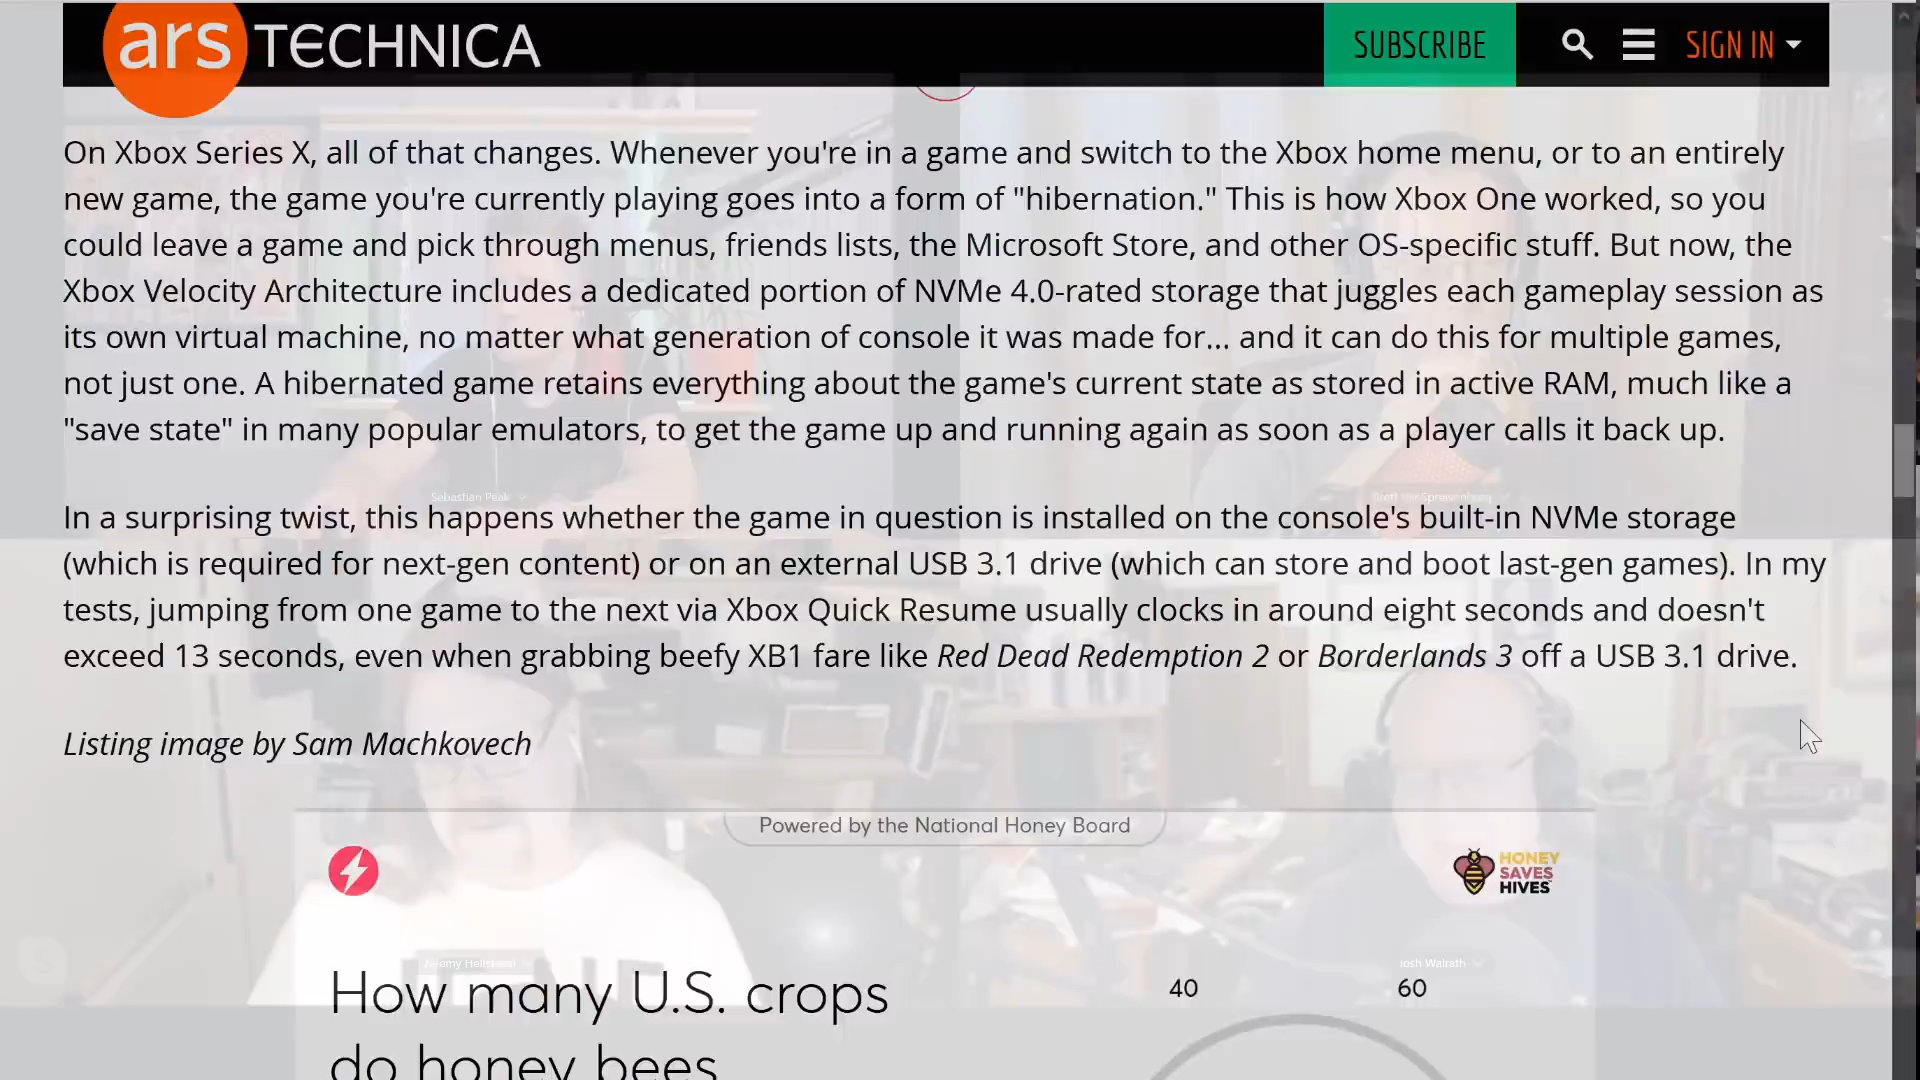 ars TECHNICA
SUBSCRIBE
SIGN IN
On Xbox Series X, all of that changes. Whenever you're in a game and switch to the Xbox home menu, or to an entirely
new game, the game you're currently playing goes into a form of "hibernation." This is how Xbox One worked, so you
could leave a game and pick through menus, friends lists, the Microsoft Store, and other OS-specific stuff. But now, the
Xbox Velocity Architecture includes a dedicated portion of NVMe 4.0-rated storage that juggles each gameplay session as
its own virtual machine, no matter what generation of console it was made for... and it can do this for multiple games,
not just one. A hibernated game retains everything about the game's current state as stored in active RAM, much like a
"save state" in many popular emulators, to get the game up and running again as soon as a player calls it back up.
Sebastian Peak
In a surprising twist, this happens whether the game in question is installed on the console's built-in NVMe storage
(which is required for next-gen content) or on an external USB 3.1 drive (which can store and boot last-gen games). In my
tests, jumping from one game to the next via Xbox Quick Resume usually clocks in around eight seconds and doesn't
exceed 13 seconds, even when grabbing beefy XB1 fare like Red Dead Redemption 2 or Borderlands 3 off a USB 3.1 drive.
Listing image by Sam Machkovech
Powered by the National Honey Board
HONEY
SAVES
HIVES
Josh Walrath
How many U.S. crops
do honey bees
40
60